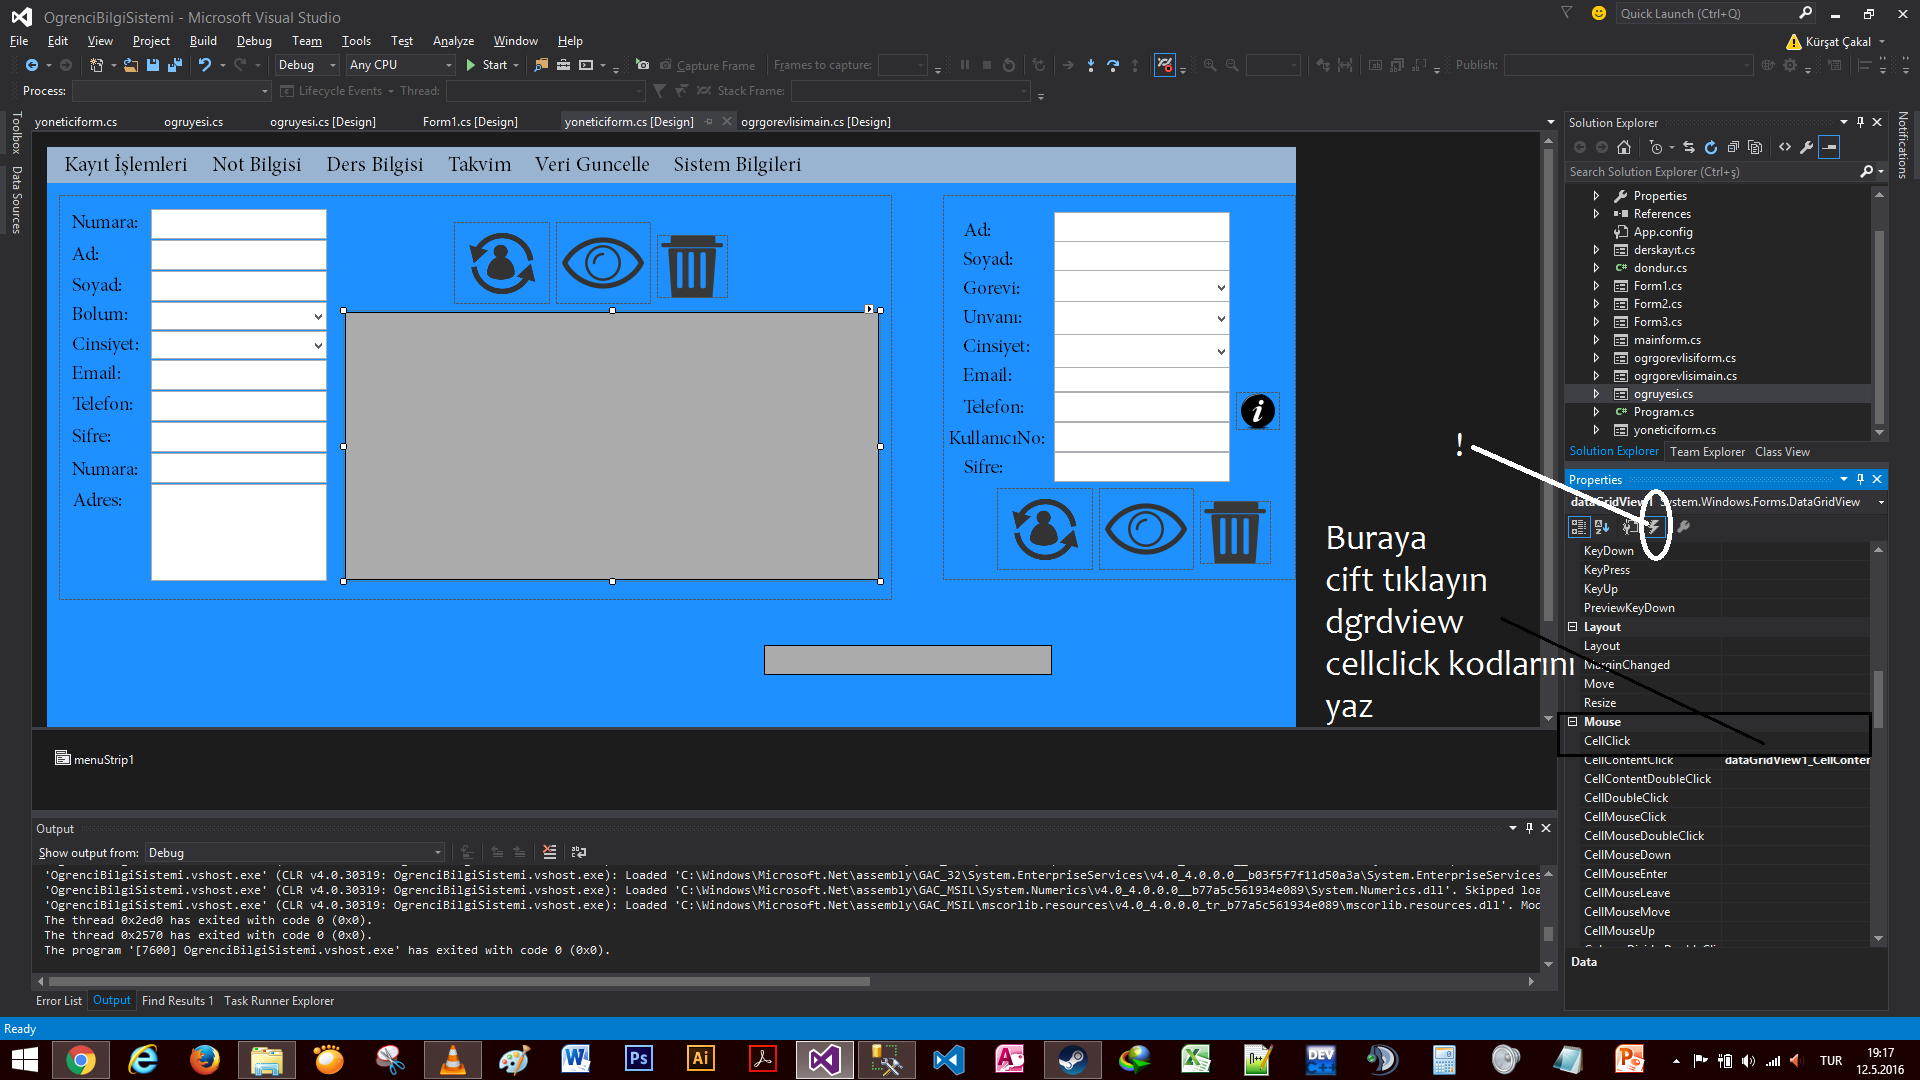 OgrenciBilgiSistemi - Microsoft Visual Studio
Quick Launch (Ctrl+Q)
File Edit View Project Build Debug Team Tools Test Analyze Window Help
Kürşat Çakal
Debug Any CPU Start Capture Frame Frames to capture: Publish:
Process: Lifecycle Events Thread: Stack Frame:
Toolbox
Data Sources
Notifications
yoneticiform.cs ogruyesi.cs ogruyesi.cs [Design] Form1.cs [Design] yoneticiform.cs [Design] ogrgorevlisimain.cs [Design]
Kayıt İşlemleri Not Bilgisi Ders Bilgisi Takvim Veri Guncelle Sistem Bilgileri
Numara:
Ad:
Soyad:
Bolum:
Cinsiyet:
Email:
Telefon:
Sifre:
Numara:
Adres:
Ad:
Soyad:
Gorevi:
Unvanı:
Cinsiyet:
Email:
Telefon:
KullanıcıNo:
Sifre:
i
!
Buraya
cift tıklayın
dgrdview
cellclick kodlarını
yaz
menuStrip1
Solution Explorer
Search Solution Explorer (Ctrl+ş)
Properties
References
App.config
derskayıt.cs
dondur.cs
Form1.cs
Form2.cs
Form3.cs
mainform.cs
ogrgorevlisiform.cs
ogrgorevlisimain.cs
ogruyesi.cs
Program.cs
yoneticiform.cs
Solution Explorer Team Explorer Class View
Properties
dataGridView1 System.Windows.Forms.DataGridView
KeyDown
KeyPress
KeyUp
PreviewKeyDown
Layout
Layout
MarginChanged
Move
Resize
Mouse
CellClick
CellContentClick dataGridView1_CellConter
CellContentDoubleClick
CellDoubleClick
CellMouseClick
CellMouseDoubleClick
CellMouseDown
CellMouseEnter
CellMouseLeave
CellMouseMove
CellMouseUp
Data
Output
Show output from: Debug
'OgrenciBilgiSistemi.vshost.exe' (CLR v4.0.30319: OgrenciBilgiSistemi.vshost.exe): Loaded 'C:\Windows\Microsoft.Net\assembly\GAC_32\System.EnterpriseServices\v4.0_4.0.0.0__b03f5f7f11d50a3a\System.EnterpriseServices
'OgrenciBilgiSistemi.vshost.exe' (CLR v4.0.30319: OgrenciBilgiSistemi.vshost.exe): Loaded 'C:\Windows\Microsoft.Net\assembly\GAC_MSIL\System.Numerics\v4.0_4.0.0.0__b77a5c561934e089\System.Numerics.dll'. Skipped loa
'OgrenciBilgiSistemi.vshost.exe' (CLR v4.0.30319: OgrenciBilgiSistemi.vshost.exe): Loaded 'C:\Windows\Microsoft.Net\assembly\GAC_MSIL\mscorlib.resources\v4.0_4.0.0.0_tr_b77a5c561934e089\mscorlib.resources.dll'. Mod
The thread 0x2ed0 has exited with code 0 (0x0).
The thread 0x2570 has exited with code 0 (0x0).
The program '[7600] OgrenciBilgiSistemi.vshost.exe' has exited with code 0 (0x0).
Error List Output Find Results 1 Task Runner Explorer
Ready
Ps Ai DEV C++
TUR
19:17
12.5.2016